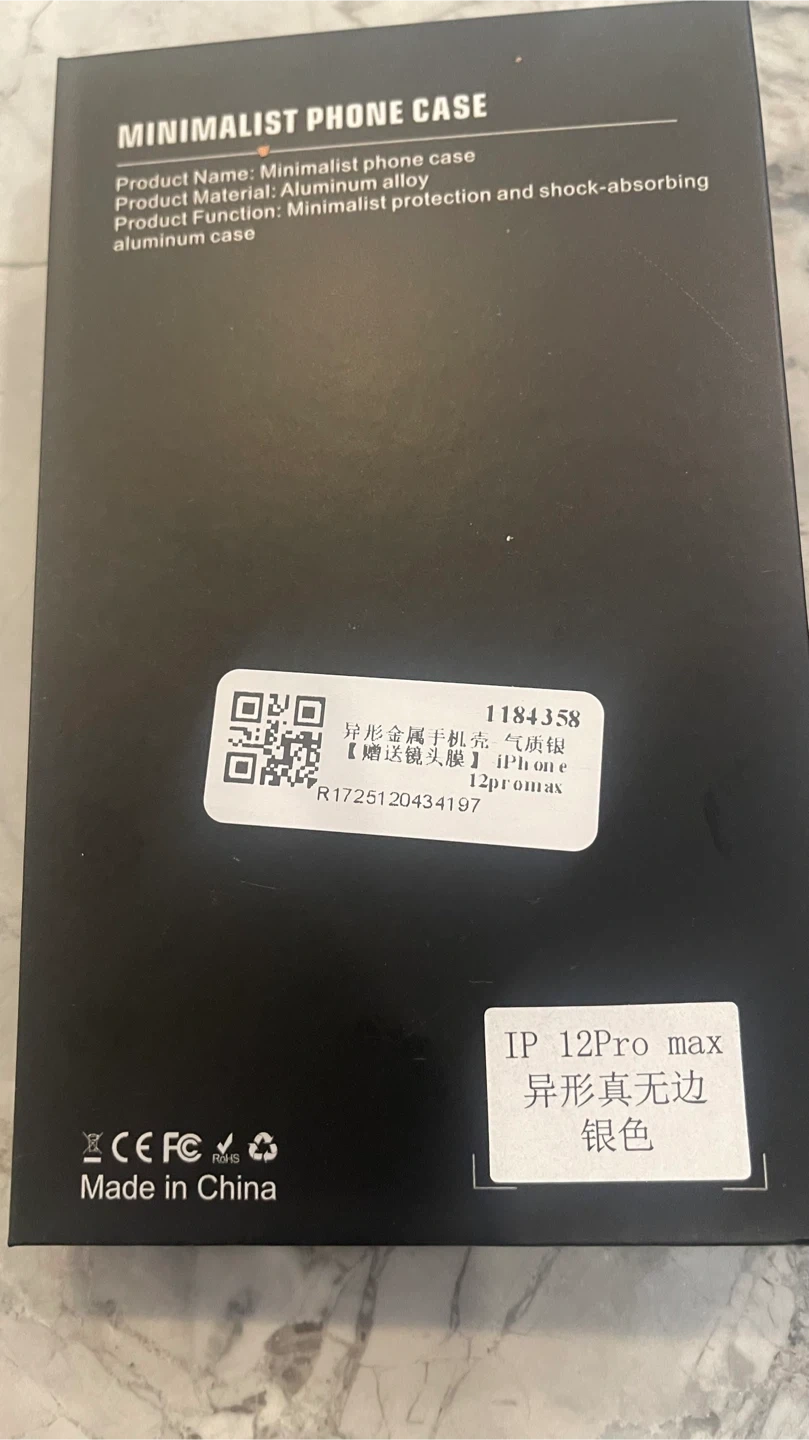 MINIMALIST PHONE CASE
Product Name: Minimalist phone case
Product Material: Aluminum alloy
Product Function: Minimalist protection and shock-absorbing
aluminum case
1184358
异形金属手机壳-气质银
【赠送镜头膜】-iPhone
12promax
R1725120434197
IP 12Pro max
异形真无边
银色
CE FC RoHS
Made in China